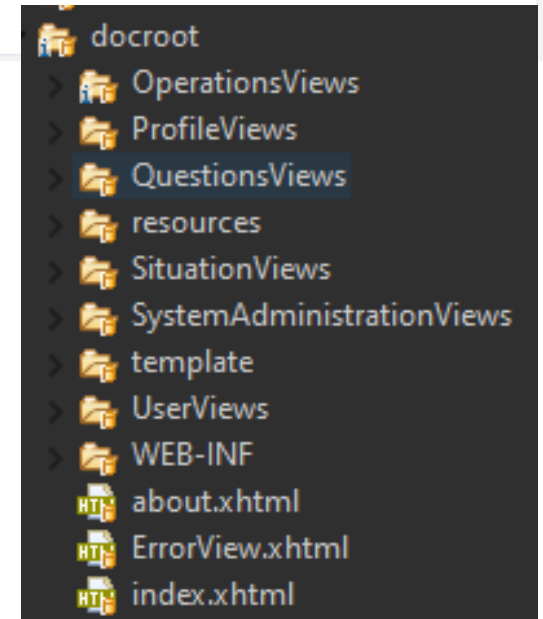 docroot
OperationsViews
ProfileViews
QuestionsViews
resources
SituationViews
SystemAdministrationViews
template
UserViews
WEB-INF
about.xhtml
ErrorView.xhtml
index.xhtml